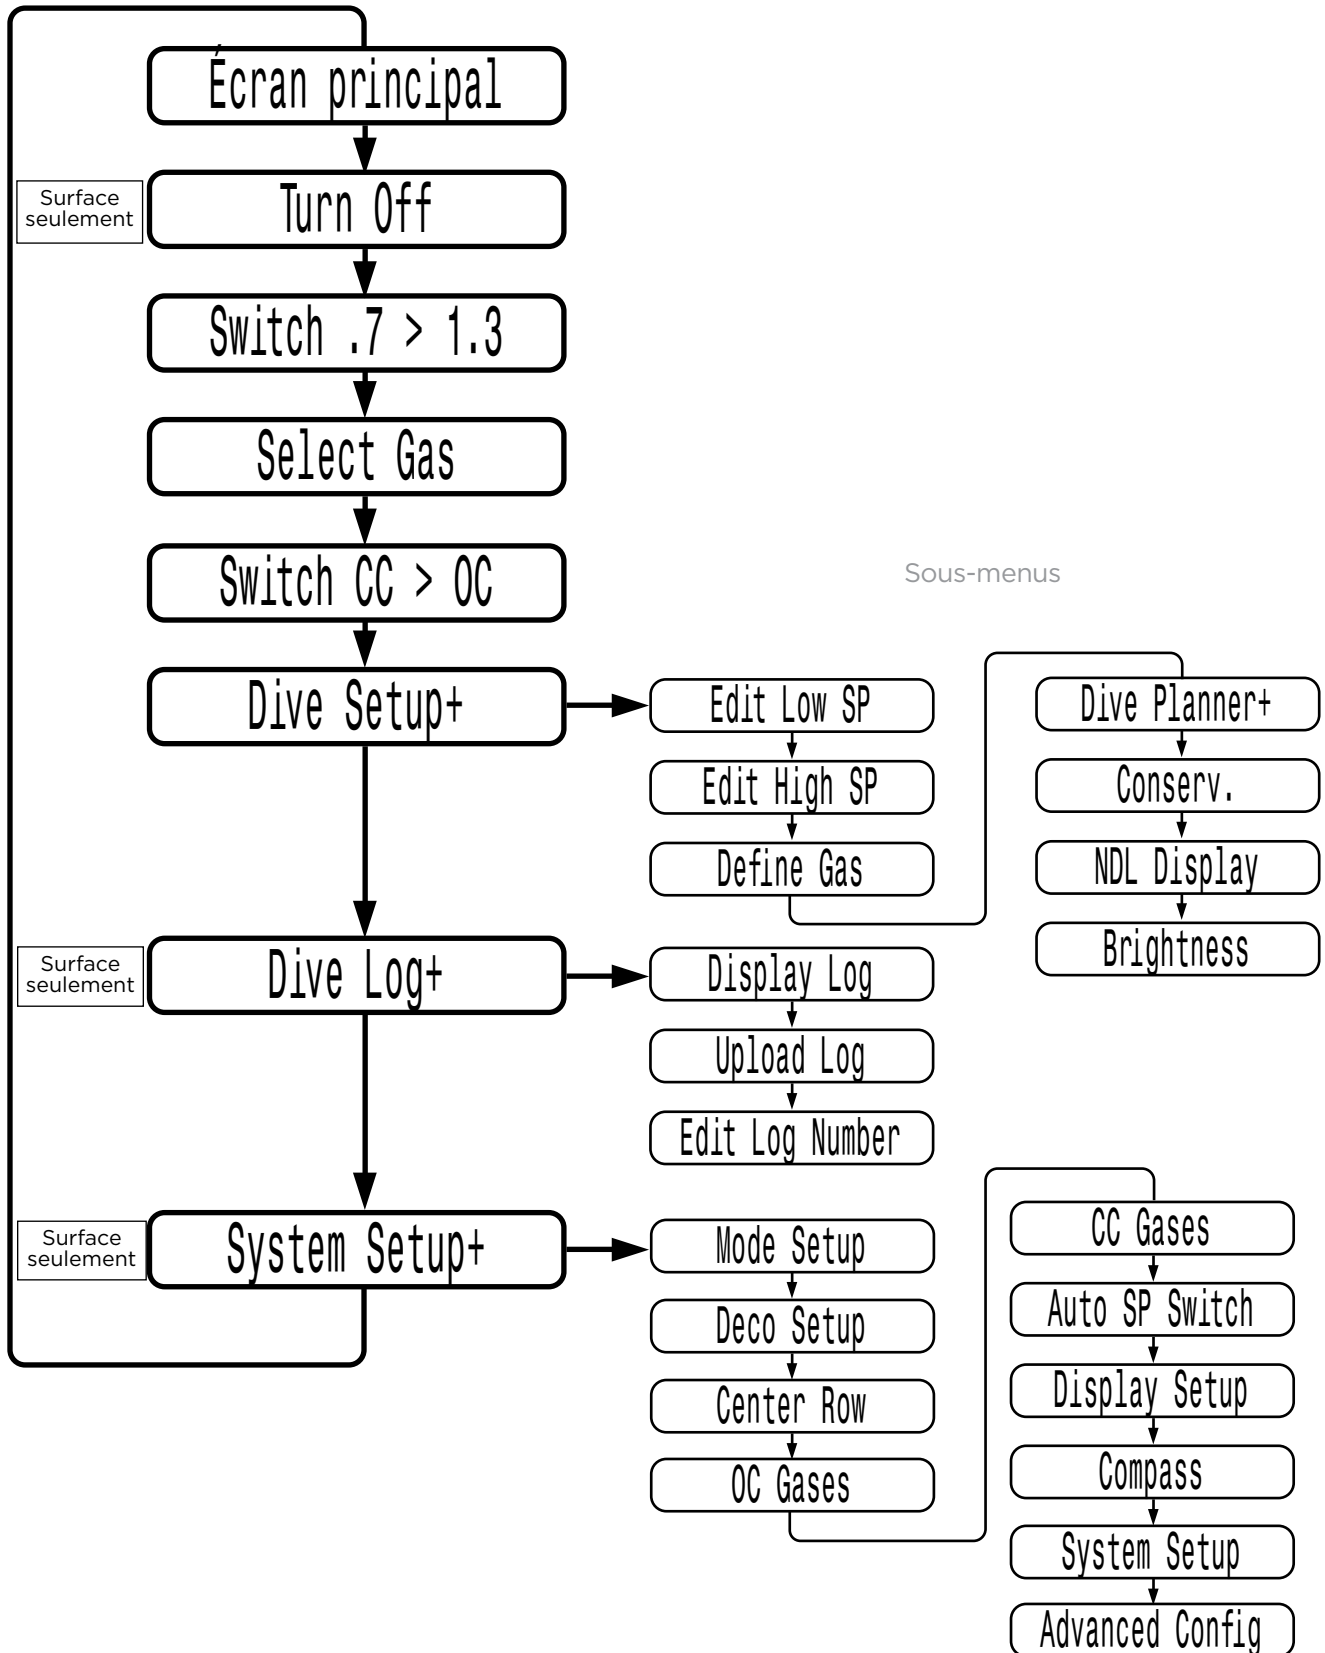 Écran principal
Surface
seulement
Turn Off
Switch .7 > 1.3
Select Gas
Switch CC > OC
Sous-menus
Dive Setup+
Edit Low SP
Edit High SP
Define Gas
Dive Planner+
Conserv.
NDL Display
Brightness
Surface
seulement
Dive Log+
Display Log
Upload Log
Edit Log Number
Surface
seulement
System Setup+
Mode Setup
Deco Setup
Center Row
OC Gases
CC Gases
Auto SP Switch
Display Setup
Compass
System Setup
Advanced Config